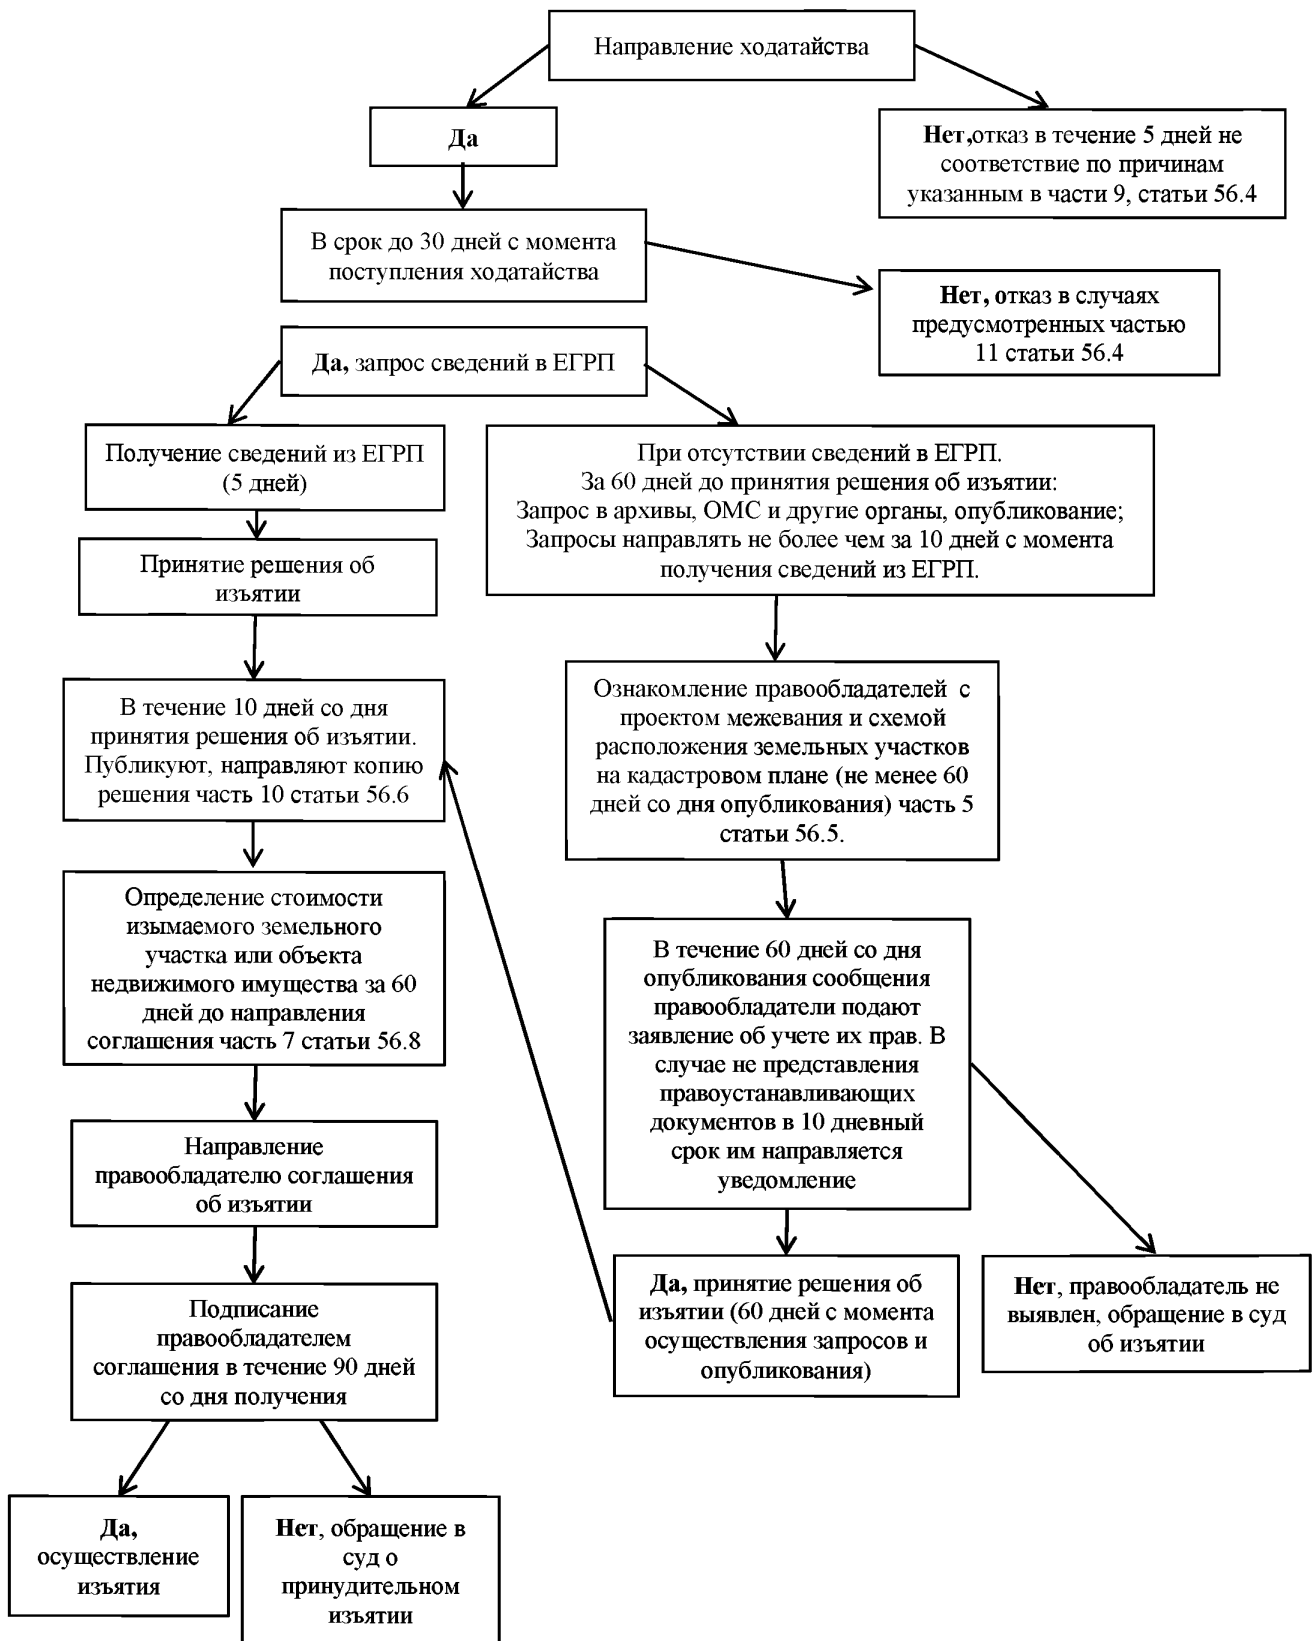 Направление ходатайства
Да
Нет,отказ в течение 5 дней не
соответствие по причинам
указанным в части 9, статьи 56.4
В срок до 30 дней с момента
поступления ходатайства
Нет, отказ в случаях
предусмотренных частью
11 статьи 56.4
Да, запрос сведений в ЕГРП
Получение сведений из ЕГРП
(5 дней)
При отсутствии сведений в ЕГРП.
За 60 дней до принятия решения об изъятии:
Запрос в архивы, ОМС и другие органы, опубликование;
Запросы направлять не более чем за 10 дней с момента
получения сведений из ЕГРП.
Принятие решения об
изъятии
В течение 10 дней со дня
принятия решения об изъятии.
Публикуют, направляют копию
решения часть 10 статьи 56.6
Ознакомление правообладателей с
проектом межевания и схемой
расположения земельных участков
на кадастровом плане (не менее 60
дней со дня опубликования) часть 5
статьи 56.5.
Определение стоимости
изымаемого земельного
участка или объекта
недвижимого имущества за 60
дней до направления
соглашения часть 7 статьи 56.8
В течение 60 дней со дня
опубликования сообщения
правообладатели подают
заявление об учете их прав. В
случае не представления
правоустанавливающих
документов в 10 дневный
срок им направляется
уведомление
Направление
правообладателю соглашения
об изъятии
Подписание
правообладателем
соглашения в течение 90 дней
со дня получения
Да, принятие решения об
изъятии (60 дней с момента
осуществления запросов и
опубликования)
Нет, правообладатель не
выявлен, обращение в суд
об изъятии
Да,
осуществление
изъятия
Нет, обращение в
суд о
принудительном
изъятии